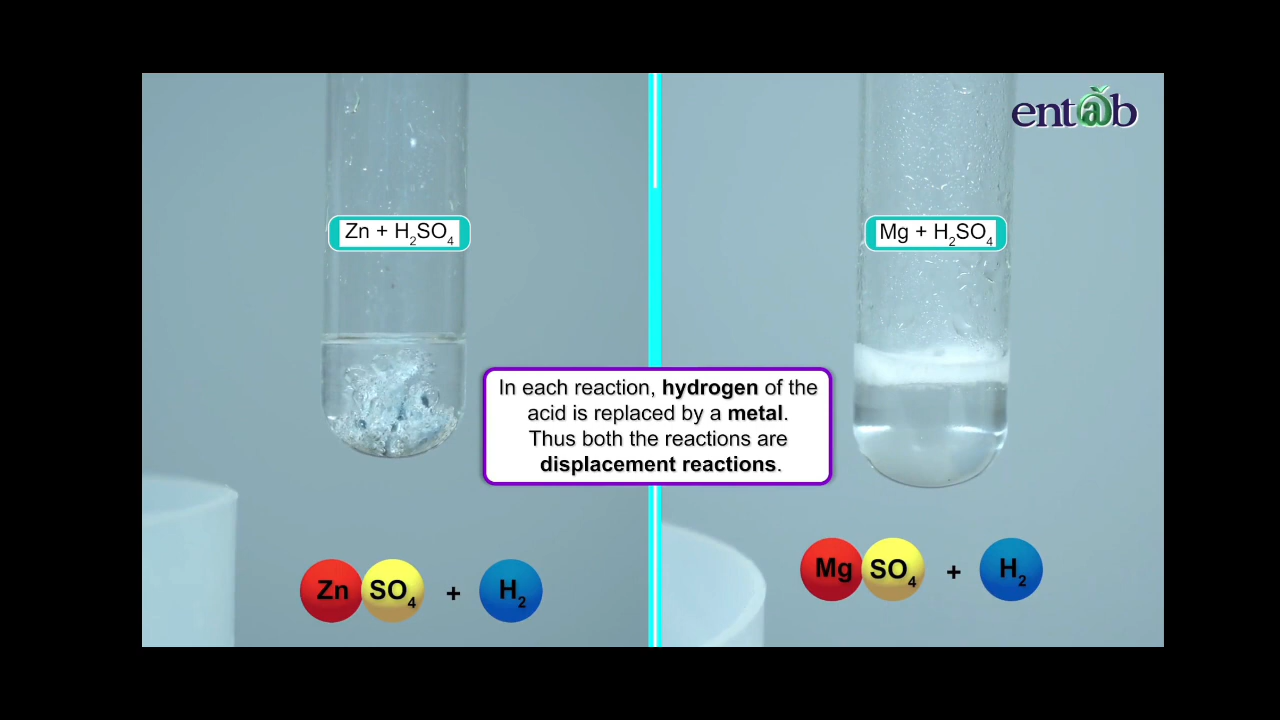 entab
Zn + H₂SO₄
Mg + H₂SO₄
In each reaction, hydrogen of the
acid is replaced by a metal.
Thus both the reactions are
displacement reactions.
Zn SO₄ + H₂
Mg SO₄ + H₂